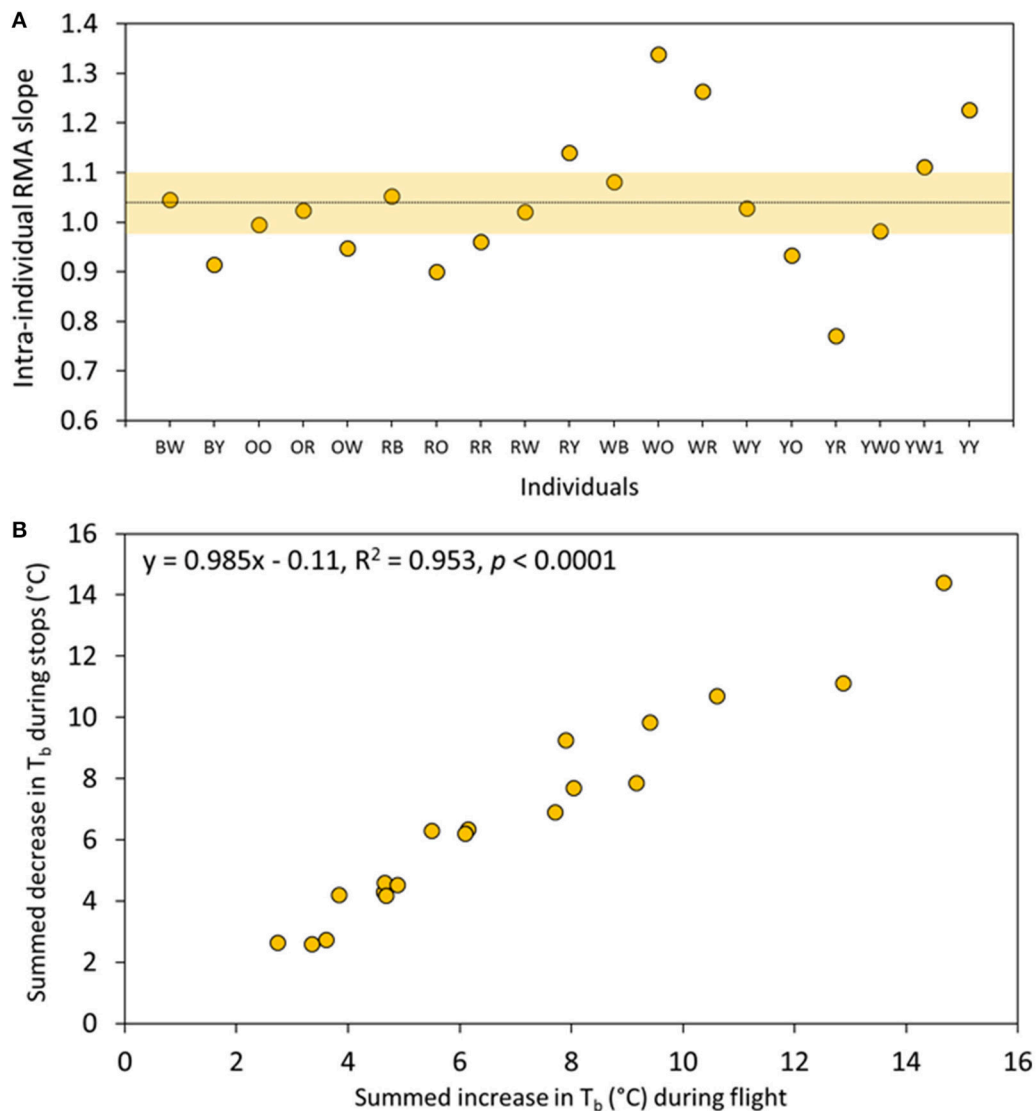 A
Intra-individual RMA slope
1.4
1.3
1.2
1.1
1.0
0.9
0.8
0.7
0.6
BW BY OO OR OW RB RO RR RW RY WB WO WR WY YO YR YW0 YW1 YY
Individuals
B
Summed decrease in Tb during stops (°C)
16
14
12
10
8
6
4
2
0
y = 0.985x - 0.11, R² = 0.953, p < 0.0001
0 2 4 6 8 10 12 14 16
Summed increase in Tb (°C) during flight